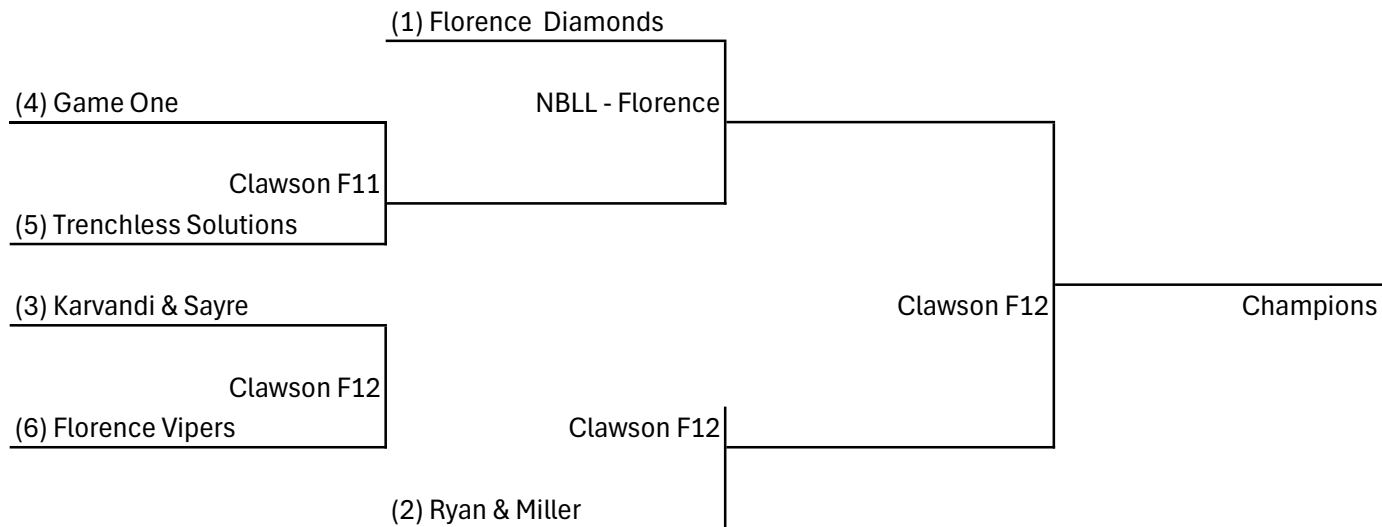 (1) Florence  Diamonds
(4) Game One
NBLL - Florence
Clawson F11
(5) Trenchless Solutions
(3) Karvandi & Sayre
Clawson F12
Champions
Clawson F12
(6) Florence Vipers
Clawson F12
(2) Ryan & Miller